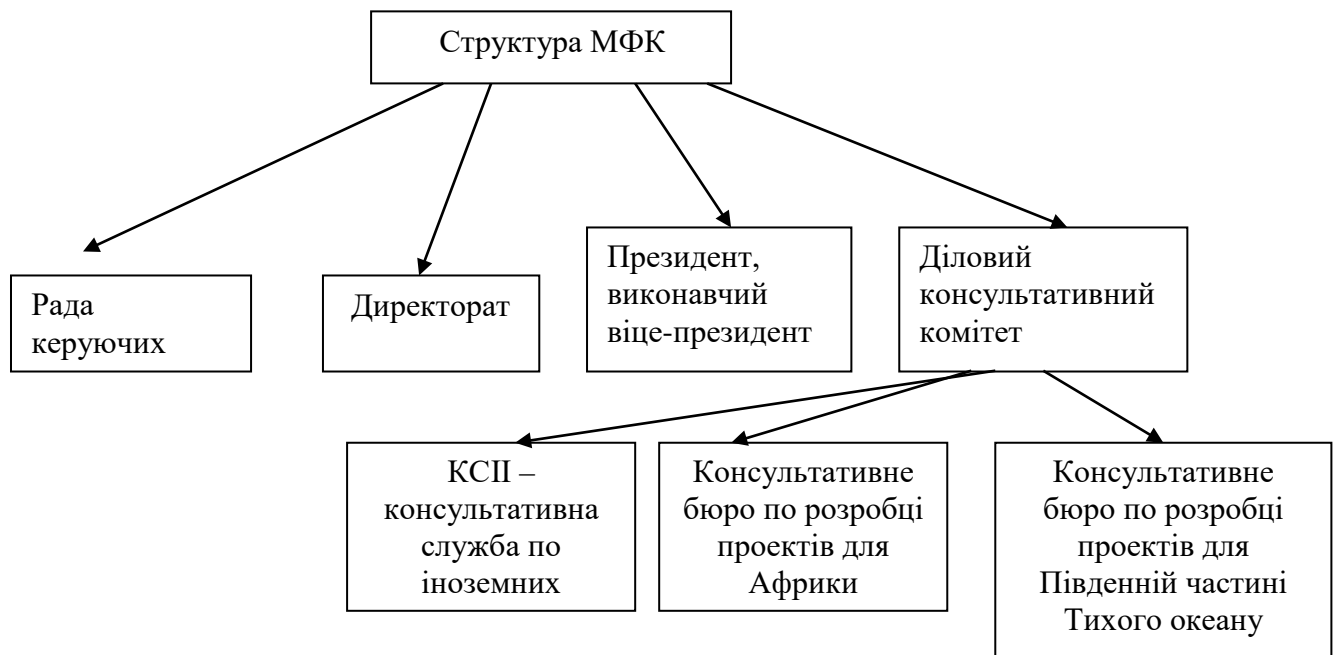 Структура МФК
Рада
керуючих
Директорат
Президент,
виконавчий
віце-президент
Діловий
консультативний
комітет
КСІІ –
консультативна
служба по
іноземних
Консультативне
бюро по розробці
проектів для
Африки
Консультативне
бюро по розробці
проектів для
Південній частині
Тихого океану